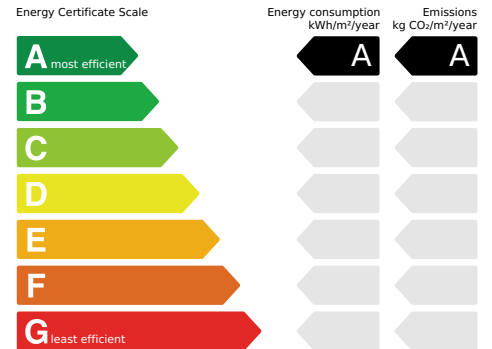 Energy Certificate Scale
Energy consumption
kWh/m²/year
Emissions
kg CO₂/m²/year
A most efficient
A
A
B
C
D
E
F
G least efficient